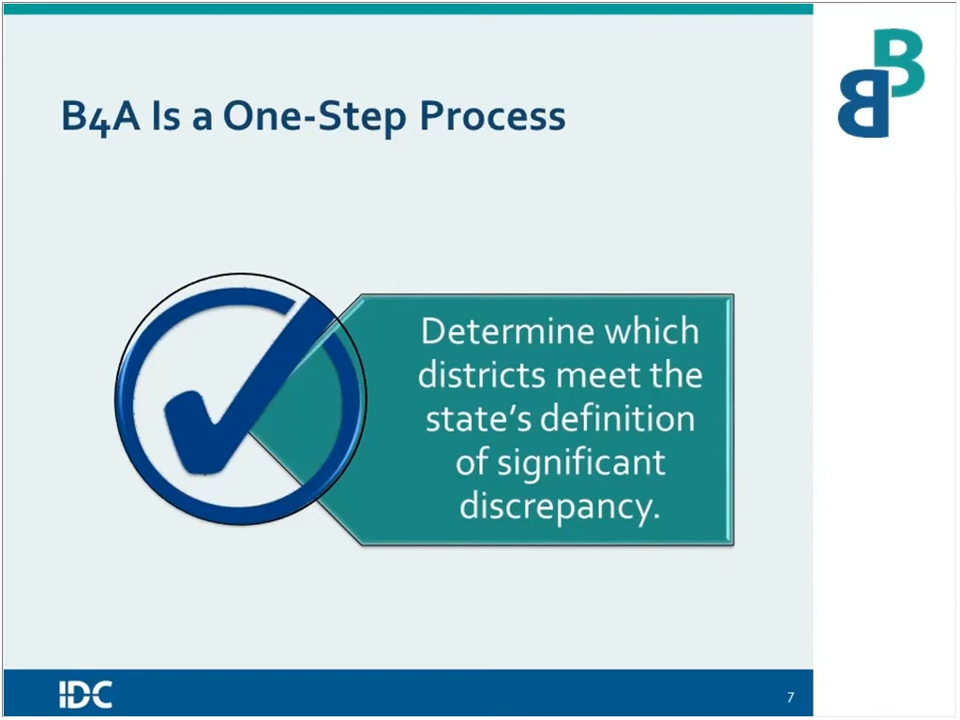 B4A Is a One-Step Process
Determine which
districts meet the
state's definition
of significant
discrepancy.
B
B
IDC
7